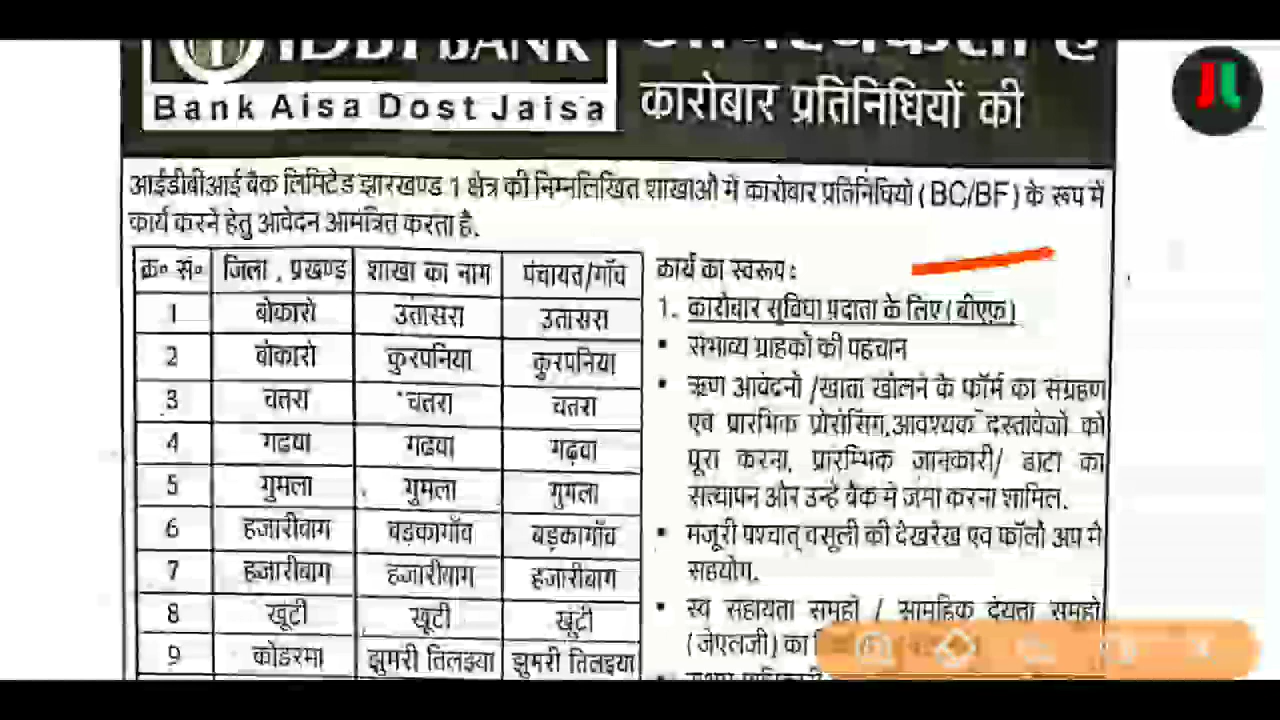 IDBI BANK
Bank Aisa Dost Jaisa
कारोबार प्रतिनिधियों की
आईडीबीआई बैंक लिमिटेड झारखण्ड 1 क्षेत्र की निम्नलिखित शाखाओं में कारोबार प्रतिनिधियों (BC/BF) के रूप में
कार्य करने हेतु आवेदन आमंत्रित करता है.
क्र० सं० जिला , प्रखण्ड शाखा का नाम पंचायत/गाँव
1 बोकारो उतासरा उतासरा
2 बोकारो कुरपनिया कुरपनिया
3 चतरा चतरा चतरा
4 गढवा गढवा गढ़वा
5 गुमला गुमला गुमला
6 हजारीबाग बड़कागाँव बड़कागाँव
7 हजारीबाग हजारीबाग हजारीबाग
8 खूटी खूटी खूंटी
9 कोडरमा झुमरी तिलइया झुमरी तिलइया
कार्य का स्वरूप :
1. कारोबार सुविधा प्रदाता के लिए (बीएफ)
• संभाव्य ग्राहकों की पहचान
• ऋण आवेदनों /खाता खोलने के फॉर्म का संग्रहण
एवं प्रारंभिक प्रोसेसिंग,आवश्यक दस्तावेजों को
पूरा करना, प्रारम्भिक जानकारी/ डाटा का
सत्यापन और उन्हें बैंक में जमा करना शामिल.
• मंजूरी पश्चात् वसूली की देखरेख एवं फॉलो अप में
सहयोग.
• स्वं सहायता समूहों / सामूहिक देयता समूहों
(जेएलजी) का